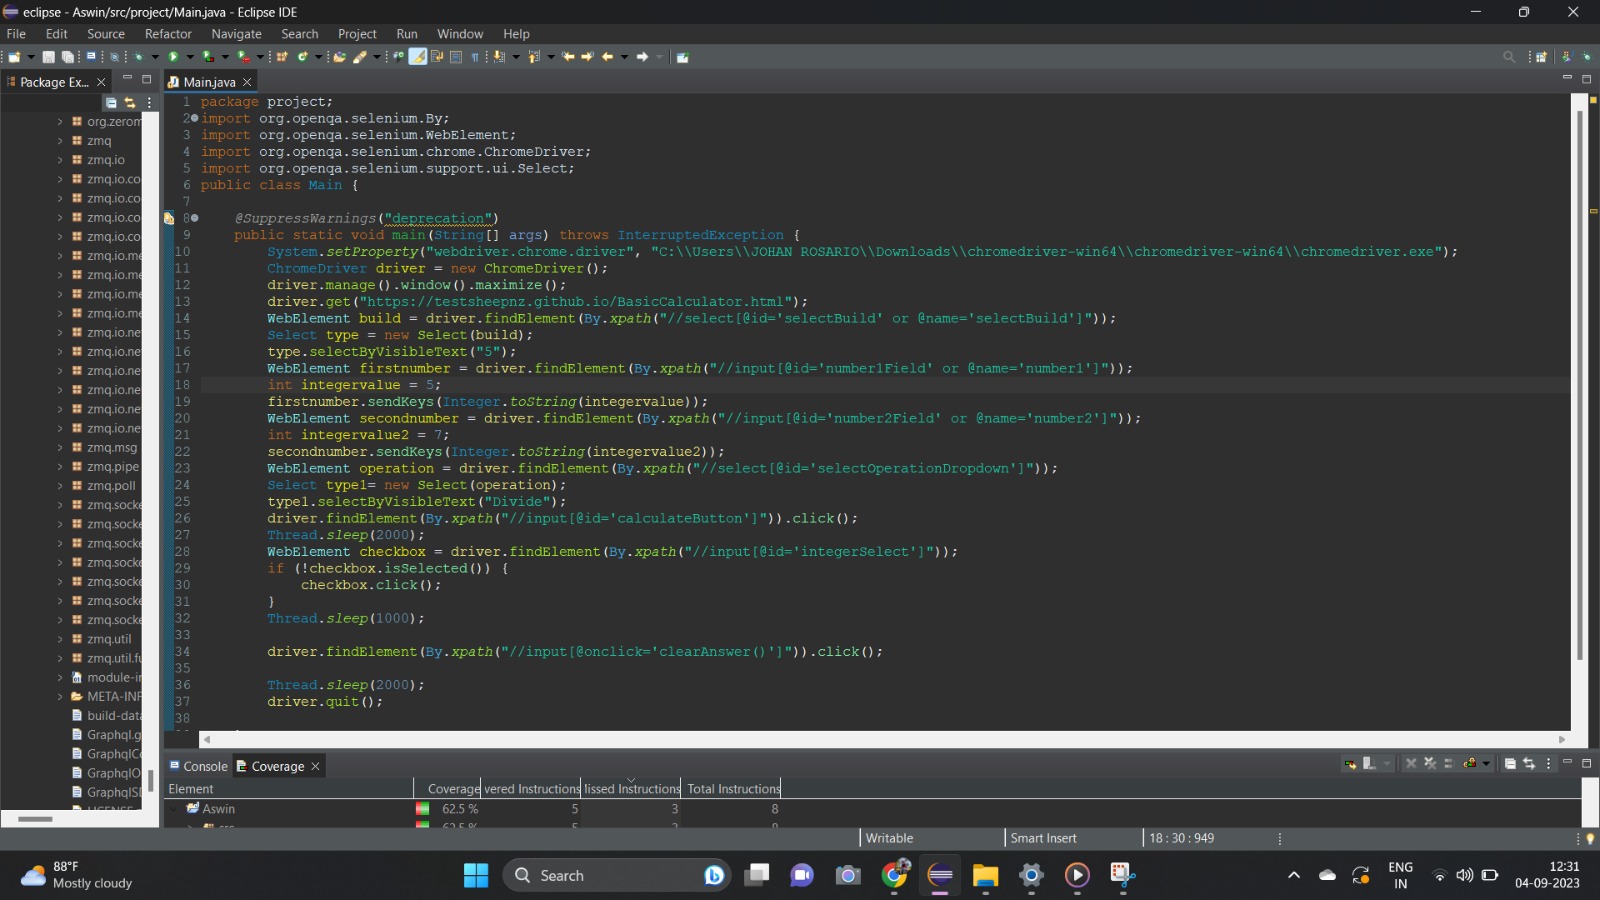 eclipse - Aswin/src/project/Main.java - Eclipse IDE
File Edit Source Refactor Navigate Search Project Run Window Help
Package Ex...
Main.java
org.zerom
zmq
zmq.io
zmq.io.co
zmq.io.co
zmq.io.co
zmq.io.co
zmq.io.me
zmq.io.me
zmq.io.me
zmq.io.me
zmq.io.ne
zmq.io.ne
zmq.io.ne
zmq.io.ne
zmq.io.ne
zmq.io.ne
zmq.msg
zmq.pipe
zmq.poll
zmq.socke
zmq.socke
zmq.socke
zmq.socke
zmq.socke
zmq.socke
zmq.socke
zmq.util
zmq.util.fu
module-in
META-INF
build-data
Graphql.g
GraphqlCo
GraphqlO
GraphqlSD
1 package project;
2 import org.openqa.selenium.By;
3 import org.openqa.selenium.WebElement;
4 import org.openqa.selenium.chrome.ChromeDriver;
5 import org.openqa.selenium.support.ui.Select;
6 public class Main {
7
8 @SuppressWarnings("deprecation")
9 public static void main(String[] args) throws InterruptedException {
10 System.setProperty("webdriver.chrome.driver", "C:\\Users\\JOHAN ROSARIO\\Downloads\\chromedriver-win64\\chromedriver-win64\\chromedriver.exe");
11 ChromeDriver driver = new ChromeDriver();
12 driver.manage().window().maximize();
13 driver.get("https://testsheepnz.github.io/BasicCalculator.html");
14 WebElement build = driver.findElement(By.xpath("//select[@id='selectBuild' or @name='selectBuild']"));
15 Select type = new Select(build);
16 type.selectByVisibleText("5");
17 WebElement firstnumber = driver.findElement(By.xpath("//input[@id='number1Field' or @name='number1']"));
18 int integervalue = 5;
19 firstnumber.sendKeys(Integer.toString(integervalue));
20 WebElement secondnumber = driver.findElement(By.xpath("//input[@id='number2Field' or @name='number2']"));
21 int integervalue2 = 7;
22 secondnumber.sendKeys(Integer.toString(integervalue2));
23 WebElement operation = driver.findElement(By.xpath("//select[@id='selectOperationDropdown']"));
24 Select type1= new Select(operation);
25 type1.selectByVisibleText("Divide");
26 driver.findElement(By.xpath("//input[@id='calculateButton']")).click();
27 Thread.sleep(2000);
28 WebElement checkbox = driver.findElement(By.xpath("//input[@id='integerSelect']"));
29 if (!checkbox.isSelected()) {
30 checkbox.click();
31 }
32 Thread.sleep(1000);
33
34 driver.findElement(By.xpath("//input[@onclick='clearAnswer()']")).click();
35
36 Thread.sleep(2000);
37 driver.quit();
38
Console Coverage
Element Coverage vered Instructions lissed Instructions Total Instructions
Aswin 62.5 % 5 3 8
Writable Smart Insert 18 : 30 : 949
88°F
Mostly cloudy
Search
ENG
IN
12:31
04-09-2023